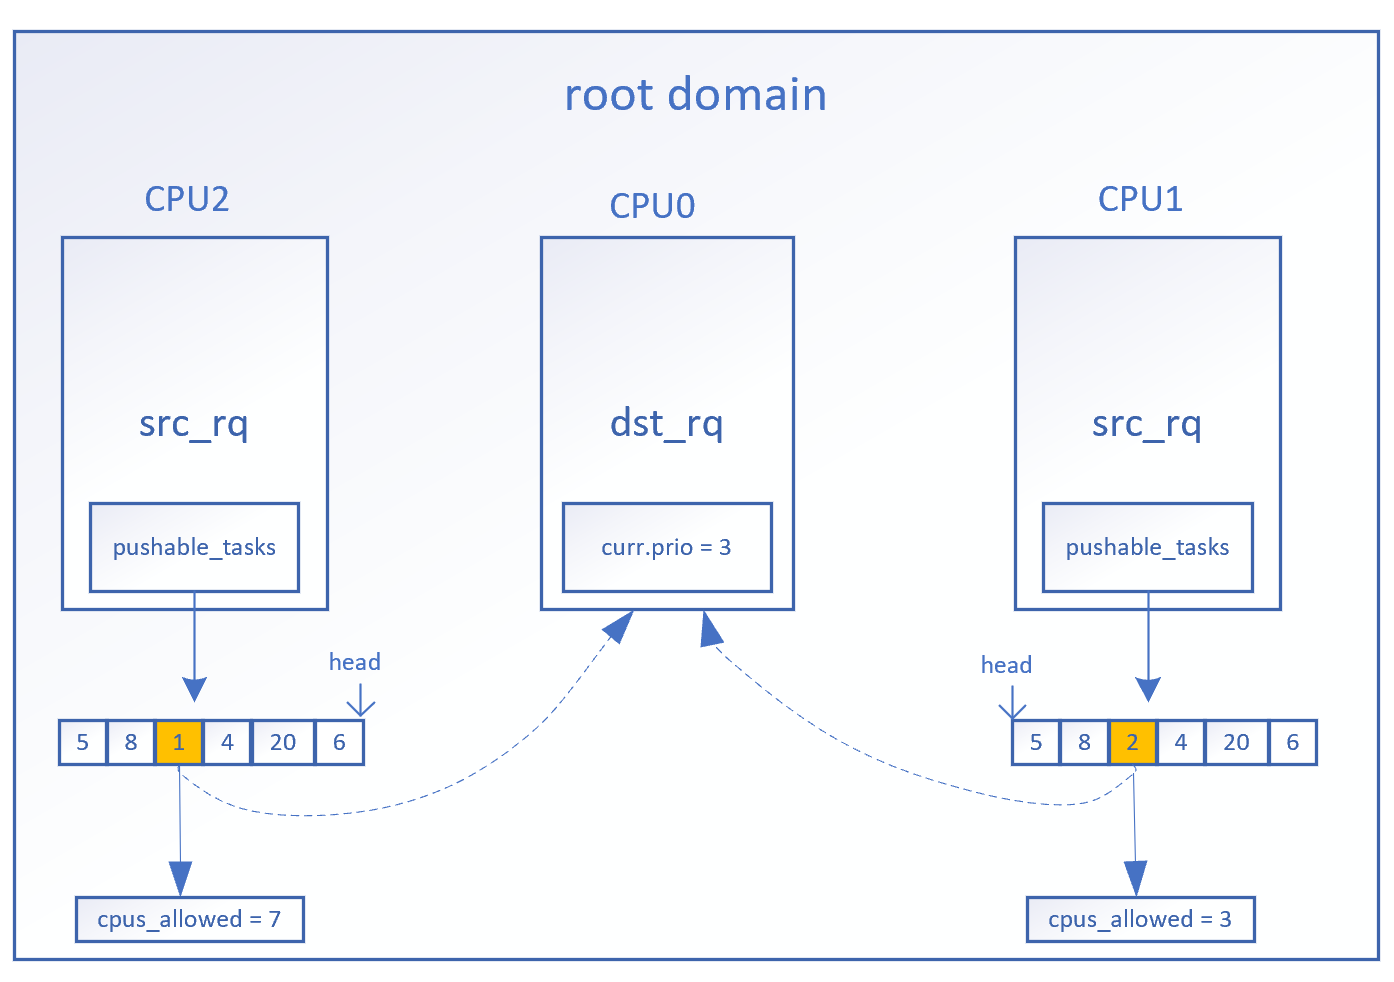 root domain
CPU2
CPU0
CPU1
src_rq
dst_rq
src_rq
pushable_tasks
curr.prio = 3
pushable_tasks
head
head
5 8 1 4 20 6
5 8 2 4 20 6
cpus_allowed = 7
cpus_allowed = 3